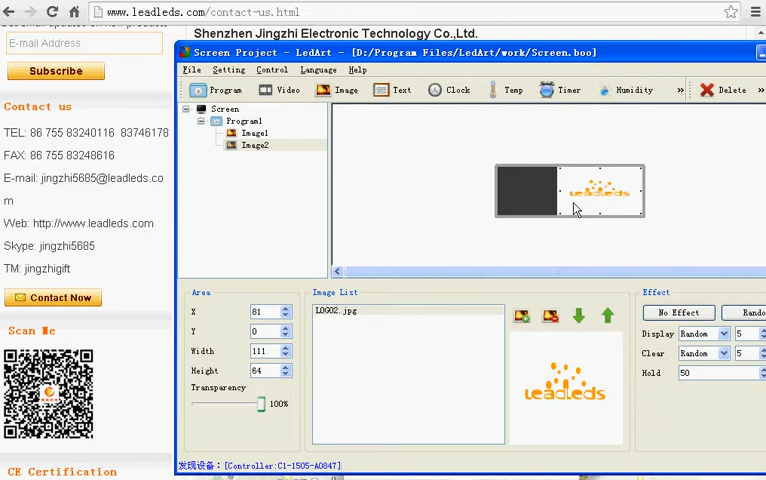 www.leadleds.com/contact-us.html
Shenzhen Jingzhi Electronic Technology Co.,Ltd.
E-mail Address
Subscribe
Contact us
TEL: 86 755 83240116 83746178
FAX: 86 755 83248616
E-mail: jingzhi5685@leadleds.co
m
Web: http://www.leadleds.com
Skype: jingzhi5685
TM: jingzhigift
Contact Now
Scan Me
CE Certification
Screen Project - LedArt - [D:/Program Files/LedArt/work/Screen.boo]
File Setting Control Language Help
Program Video Image Text Clock Temp Timer Humidity » Delete »
Screen
Program1
Image1
Image2
leadleds
Area
X 81
Y 0
Width 111
Height 64
Transparency
100%
Image List
LOGO2.jpg
leadleds
Effect
No Effect Rando
Display Random 5
Clear Random 5
Hold 50
发现设备：[Controller:C1-1505-A0847]